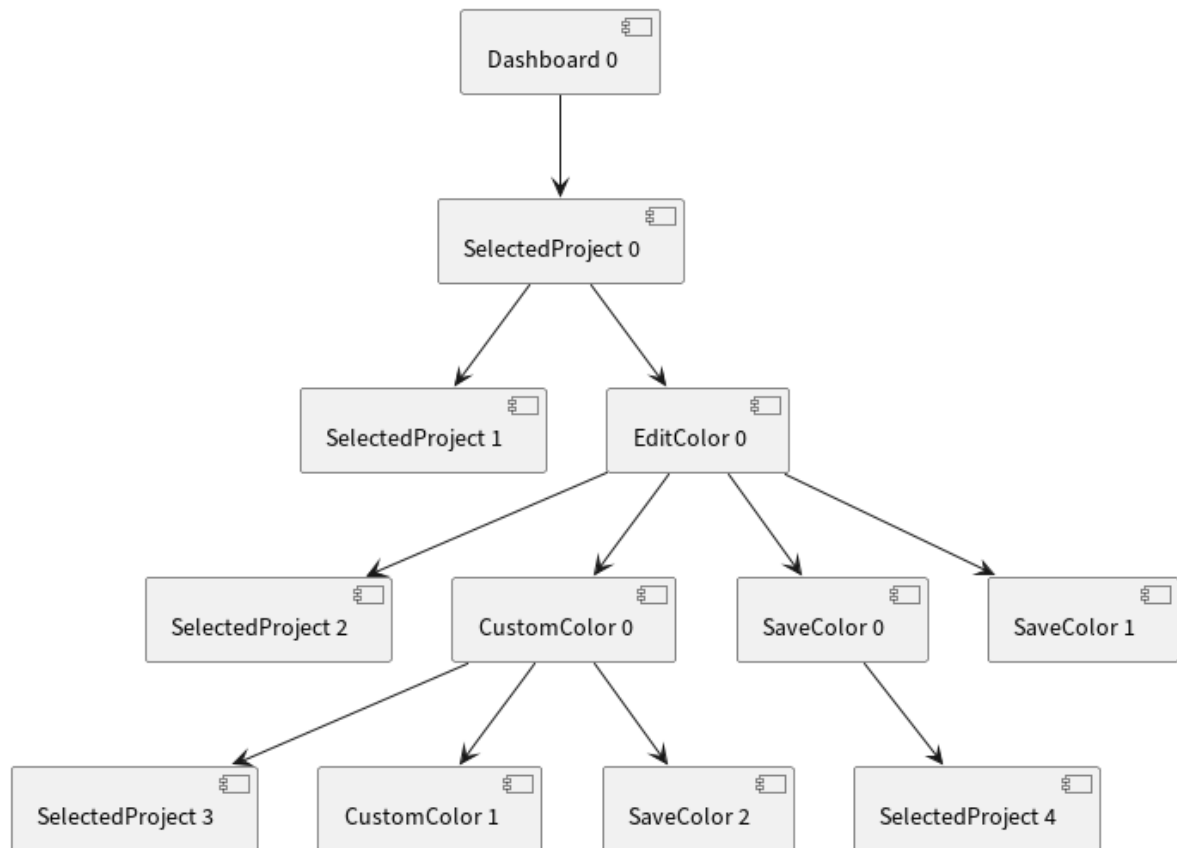 Dashboard 0
SelectedProject 0
SelectedProject 1
EditColor 0
SelectedProject 2
CustomColor 0
SaveColor 0
SaveColor 1
SelectedProject 3
CustomColor 1
SaveColor 2
SelectedProject 4